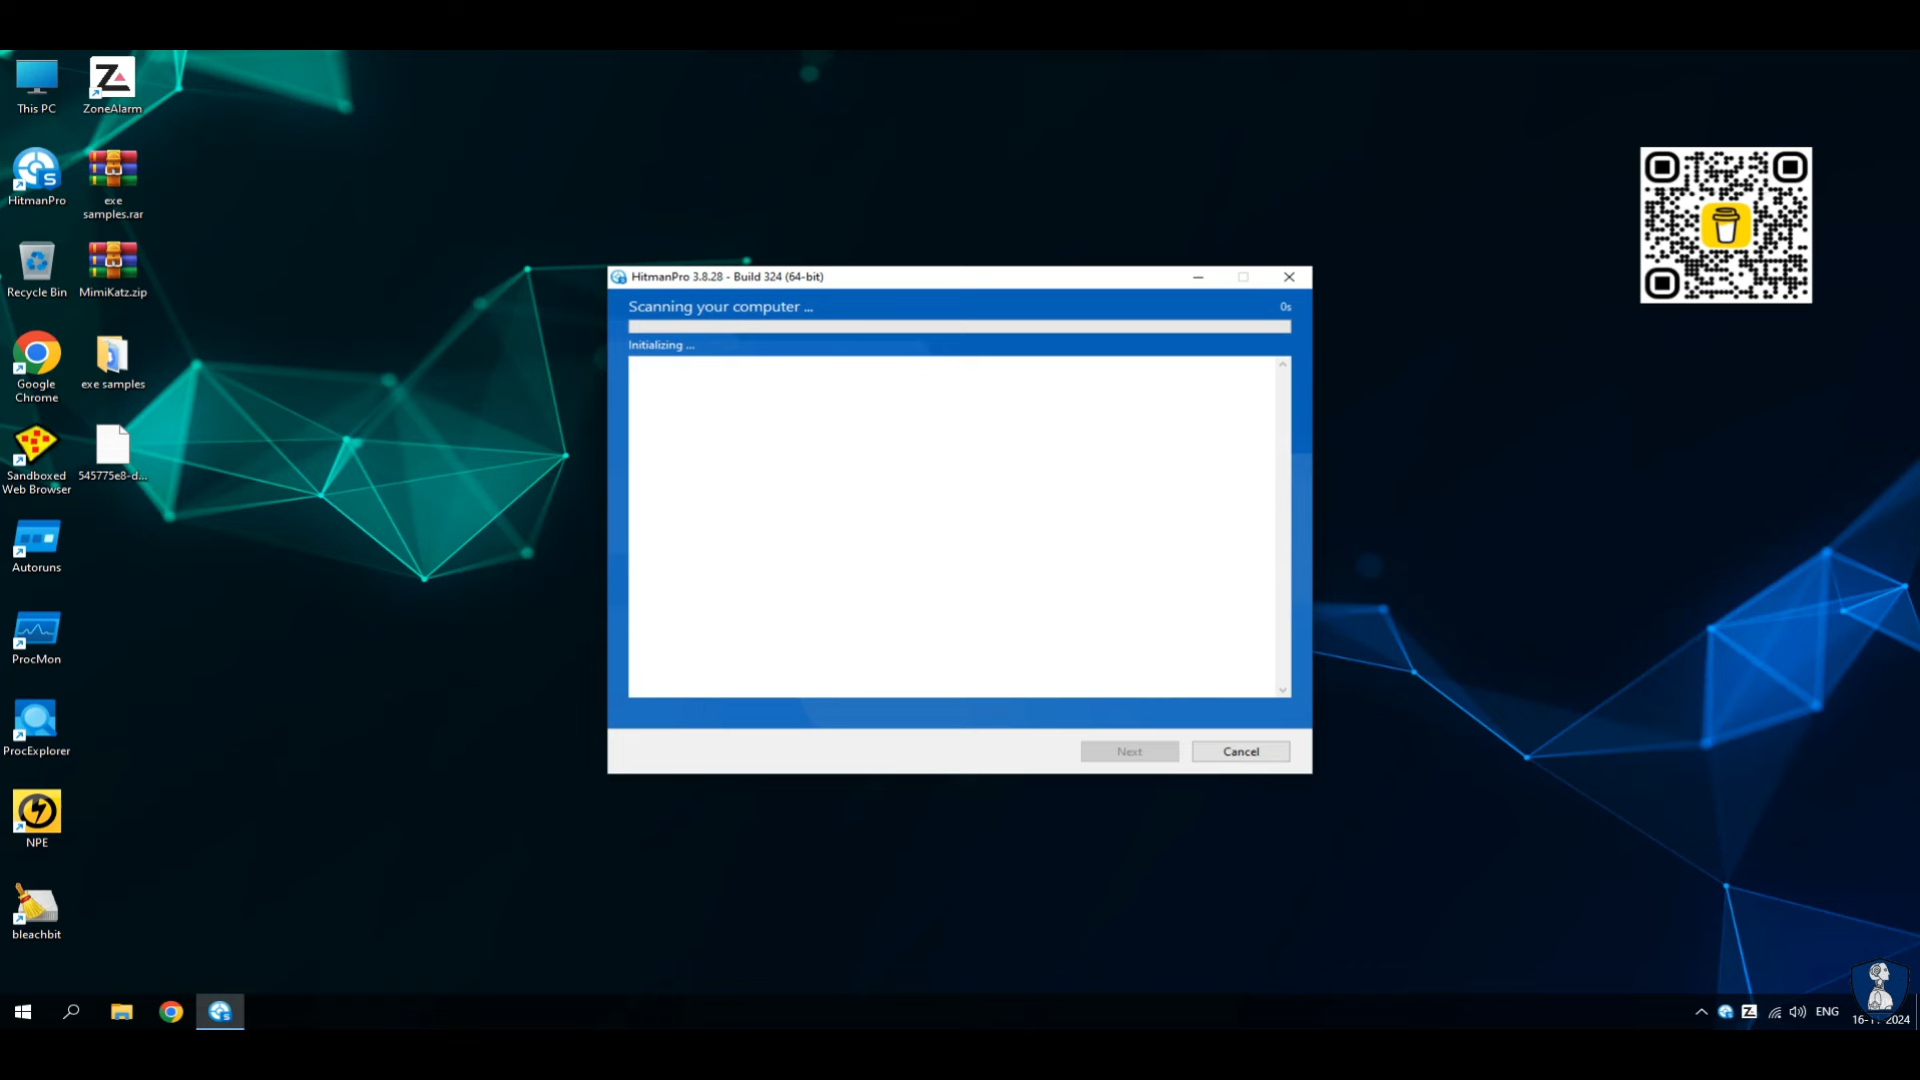 This PC
ZoneAlarm
HitmanPro
exe
samples.rar
Recycle Bin
MimiKatz.zip
Google
Chrome
exe samples
Sandboxed
Web Browser
545775e8-d...
Autoruns
ProcMon
ProcExplorer
NPE
bleachbit
HitmanPro 3.8.28 - Build 324 (64-bit)
Scanning your computer ...
0s
Initializing ...
Next
Cancel
ENG